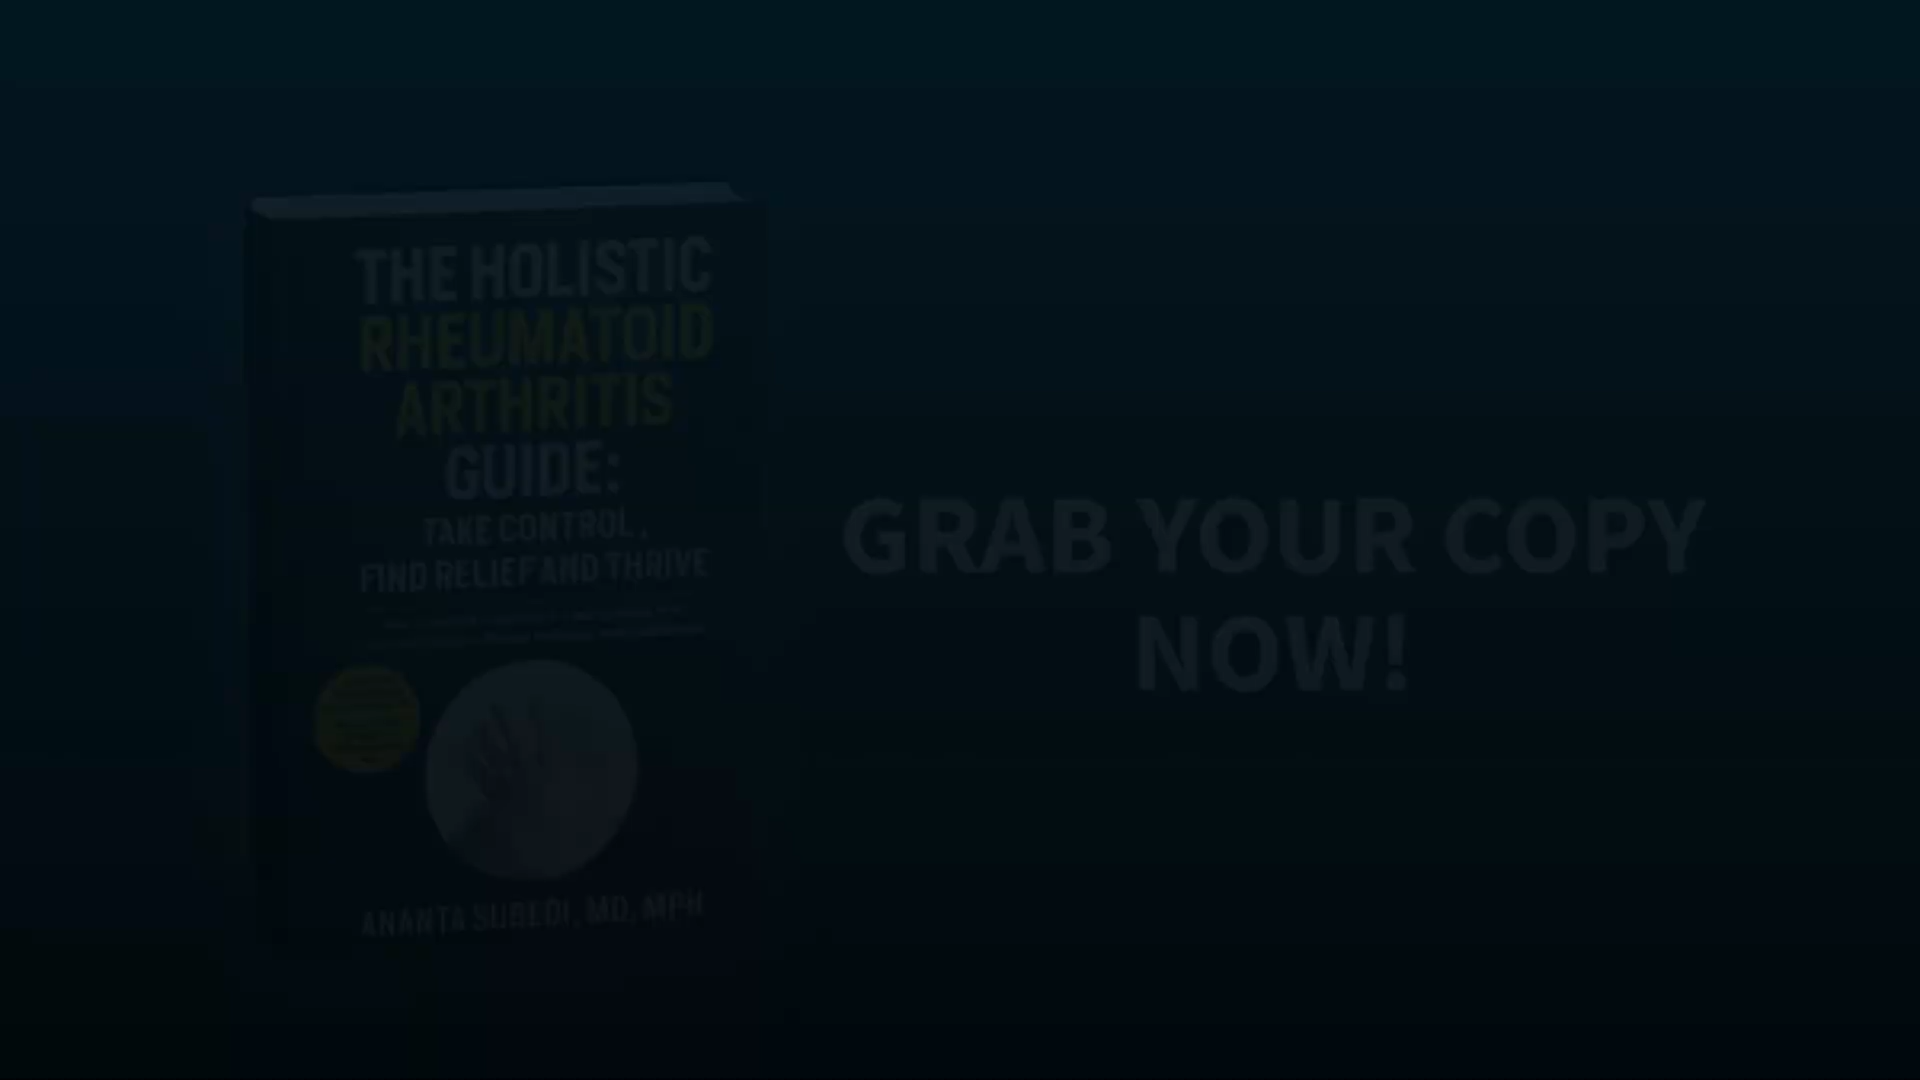 THE HOLISTIC
RHEUMATOID
ARTHRITIS
GUIDE:
TAKE CONTROL,
FIND RELIEF AND THRIVE
ANANTA SUBEDI, MD, MPH
GRAB YOUR COPY
NOW!